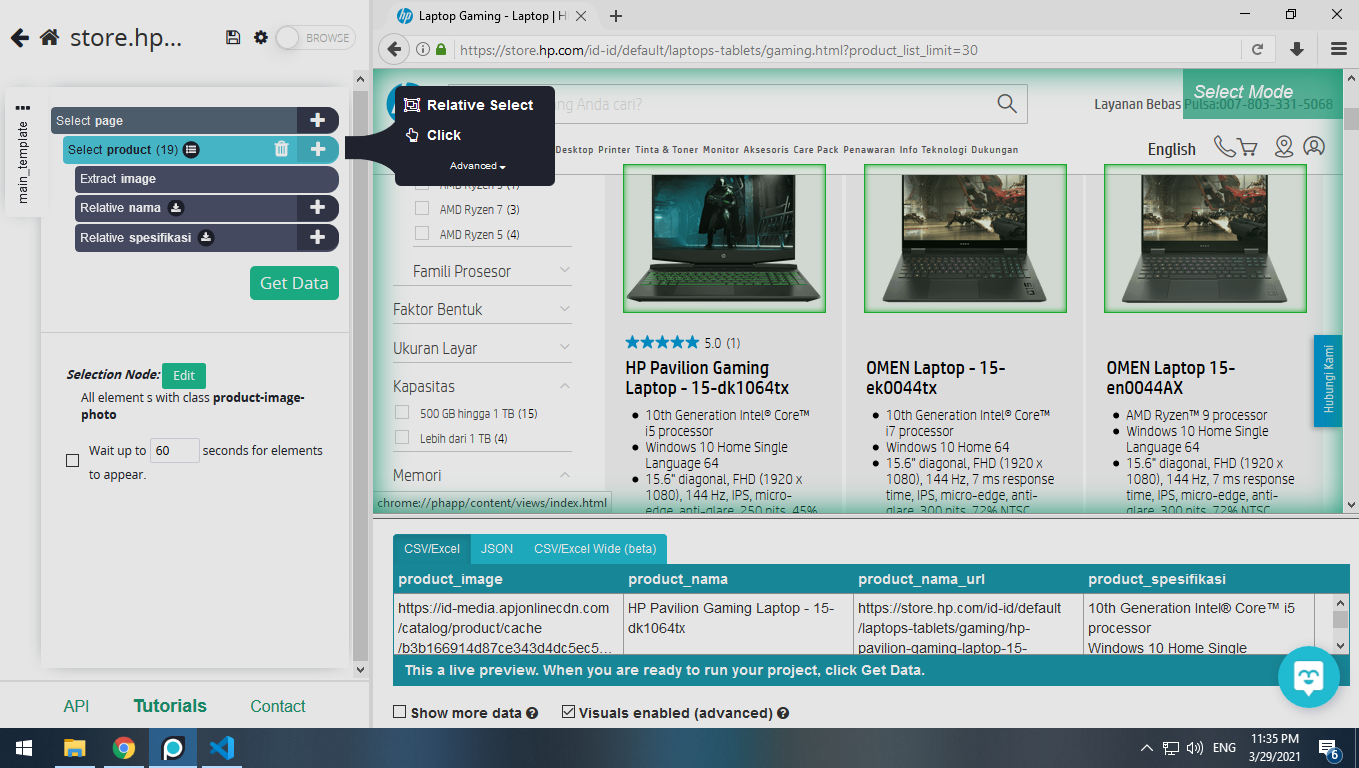 store.hp...
BROWSE
main_template
Select page
Select product (19)
Extract image
Relative nama
Relative spesifikasi
Get Data
Selection Node: Edit
All element s with class product-image-photo
Wait up to 60 seconds for elements to appear.
API
Tutorials
Contact
Relative Select
Click
Advanced
Laptop Gaming - Laptop | H
https://store.hp.com/id-id/default/laptops-tablets/gaming.html?product_list_limit=30
Select Mode
Anda cari?
Layanan Bebas Pulsa:007-803-331-5068
Desktop Printer Tinta & Toner Monitor Aksesoris Care Pack Penawaran Info Teknologi Dukungan
English
AMD Ryzen 7 (3)
AMD Ryzen 5 (4)
Famili Prosesor
Faktor Bentuk
Ukuran Layar
Kapasitas
500 GB hingga 1 TB (15)
Lebih dari 1 TB (4)
Memori
chrome://phapp/content/views/index.html
5.0 (1)
HP Pavilion Gaming
Laptop - 15-dk1064tx
10th Generation Intel® Core™
i5 processor
Windows 10 Home Single
Language 64
15.6" diagonal, FHD (1920 x
1080), 144 Hz, IPS, micro-
edge, anti-glare, 250 nits, 45%
OMEN Laptop - 15-
ek0044tx
10th Generation Intel® Core™
i7 processor
Windows 10 Home 64
15.6" diagonal, FHD (1920 x
1080), 144 Hz, 7 ms response
time, IPS, micro-edge, anti-
glare, 300 nits, 72% NTSC
OMEN Laptop 15-
en0044AX
AMD Ryzen™ 9 processor
Windows 10 Home Single
Language 64
15.6" diagonal, FHD (1920 x
1080), 144 Hz, 7 ms response
time, IPS, micro-edge, anti-
glare, 300 nits, 72% NTSC
Hubungi Kami
CSV/Excel JSON CSV/Excel Wide (beta)
product_image product_nama product_nama_url product_spesifikasi
https://id-media.apjonlinecdn.com
/catalog/product/cache
/b3b166914d87ce343d4dc5ec5...
HP Pavilion Gaming Laptop - 15-
dk1064tx
https://store.hp.com/id-id/default
/laptops-tablets/gaming/hp-
pavilion-gaming-laptop-15-
10th Generation Intel® Core™ i5
processor
Windows 10 Home Single
This a live preview. When you are ready to run your project, click Get Data.
Show more data
Visuals enabled (advanced)
ENG
11:35 PM
3/29/2021
6